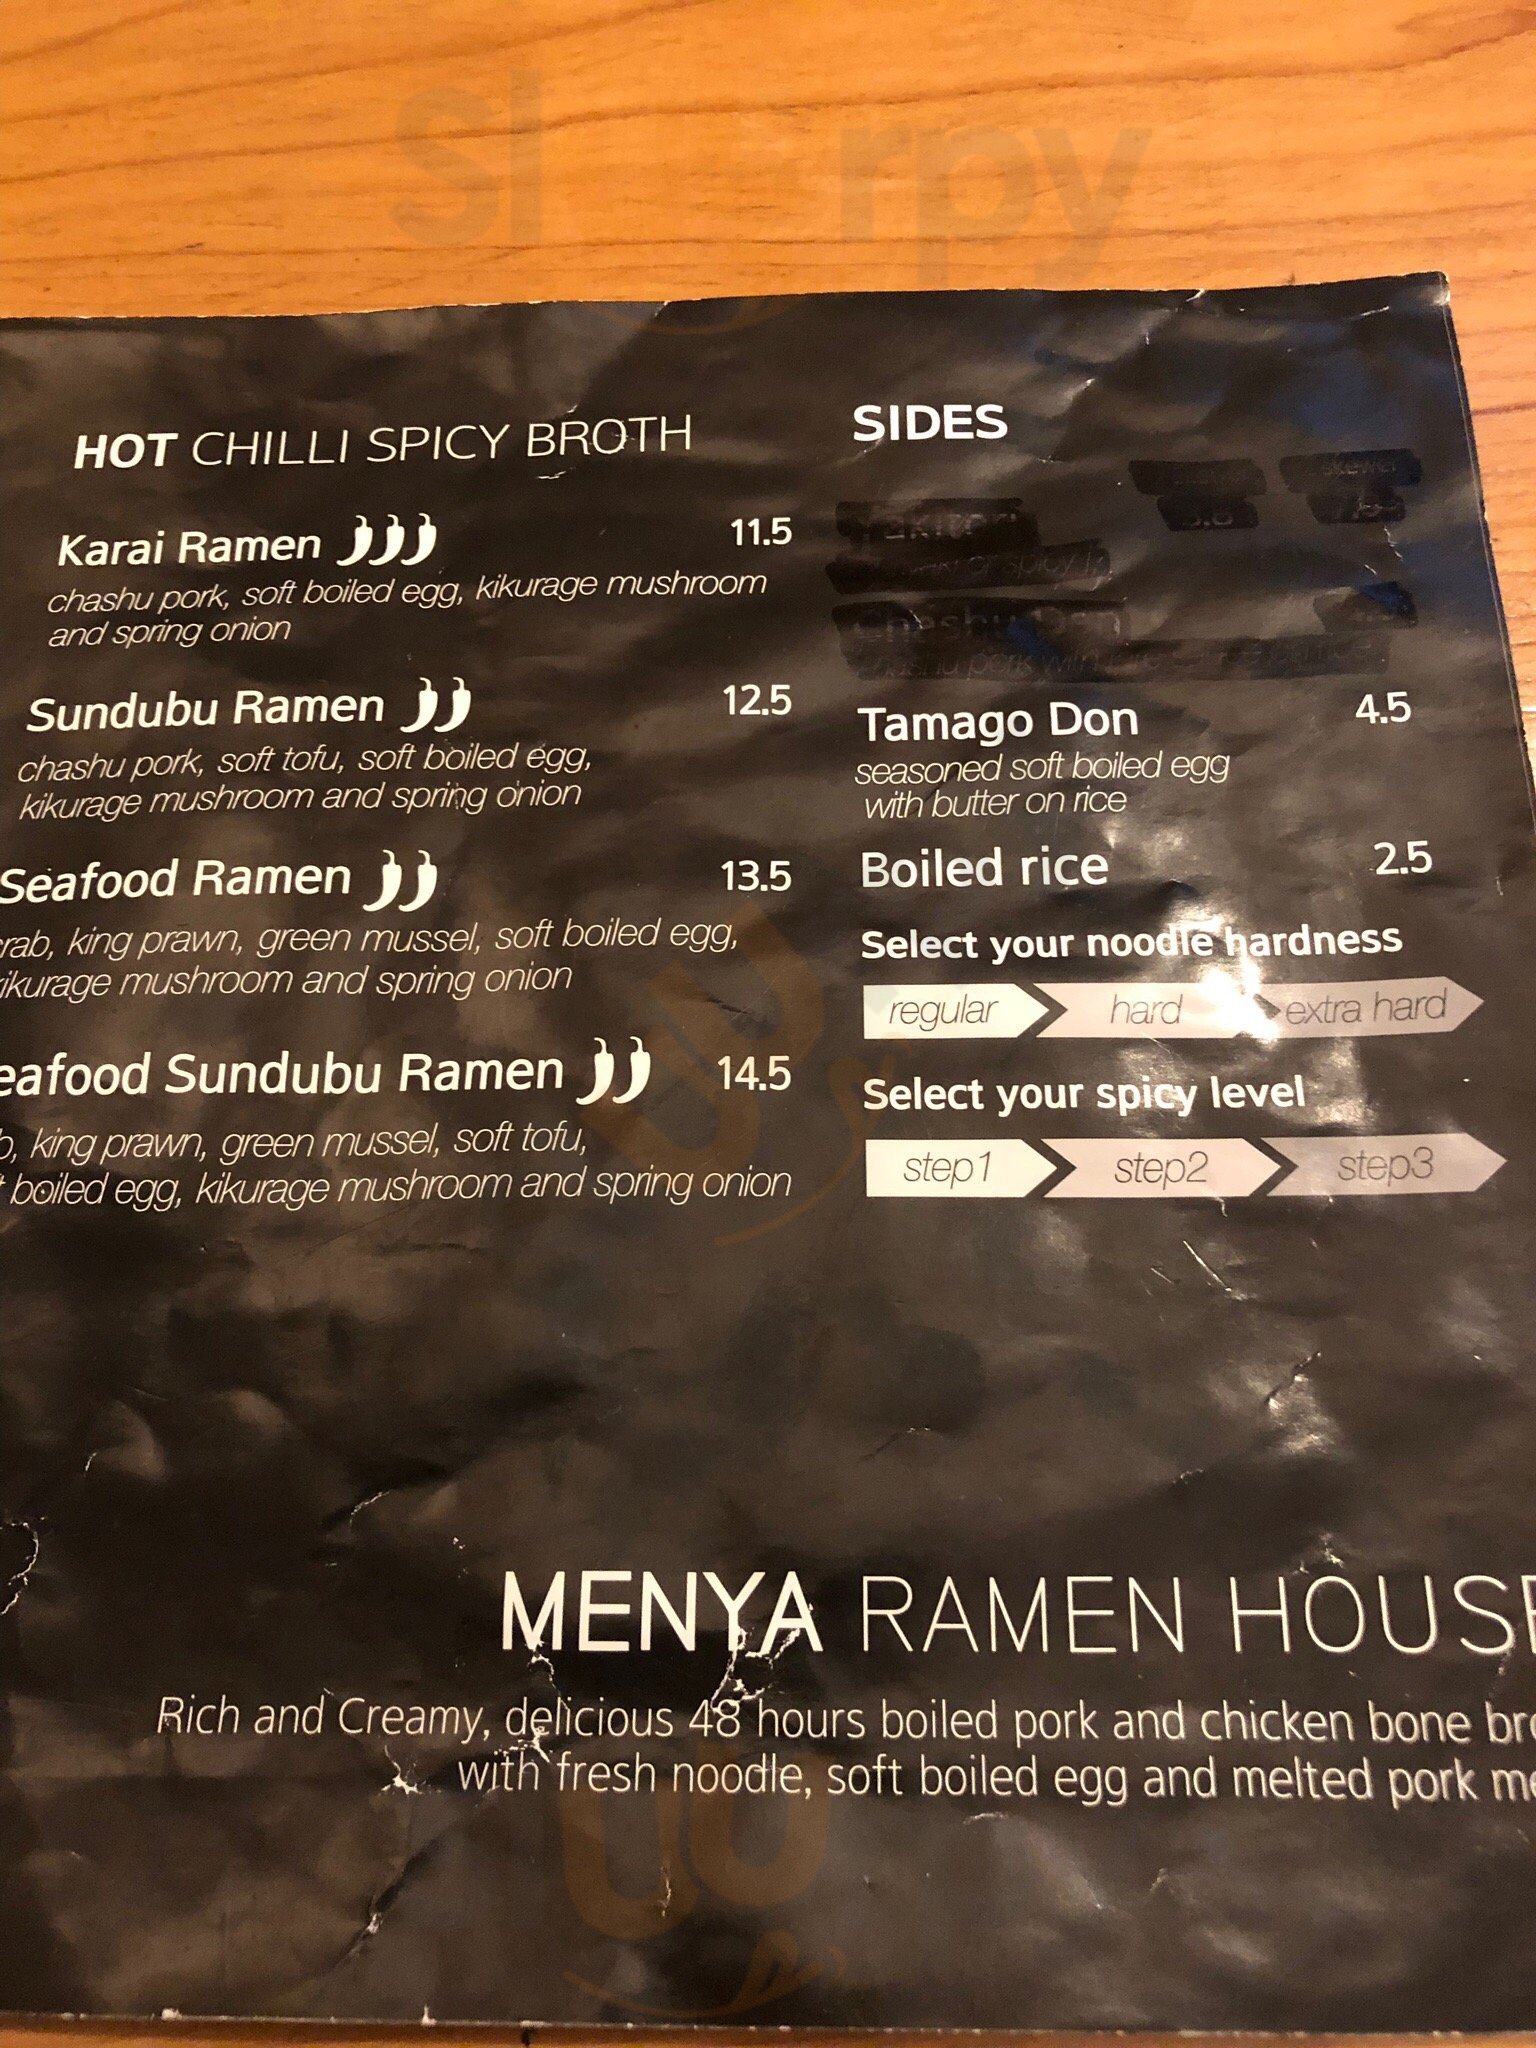 HOT CHILLI SPICY BROTH
Karai Ramen 11.5
chashu pork, soft boiled egg, kikurage mushroom
and spring onion
Sundubu Ramen 12.5
chashu pork, soft tofu, soft boiled egg,
kikurage mushroom and spring onion
Seafood Ramen 13.5
rab, king prawn, green mussel, soft boiled egg,
ikurage mushroom and spring onion
eafood Sundubu Ramen 14.5
b, king prawn, green mussel, soft tofu,
boiled egg, kikurage mushroom and spring onion
SIDES
Chashu Don
Tamago Don 4.5
seasoned soft boiled egg
with butter on rice
Boiled rice 2.5
Select your noodle hardness
regular hard extra hard
Select your spicy level
step1 step2 step3
MENYA RAMEN HOUSE
Rich and Creamy, delicious 48 hours boiled pork and chicken bone bro
with fresh noodle, soft boiled egg and melted pork me